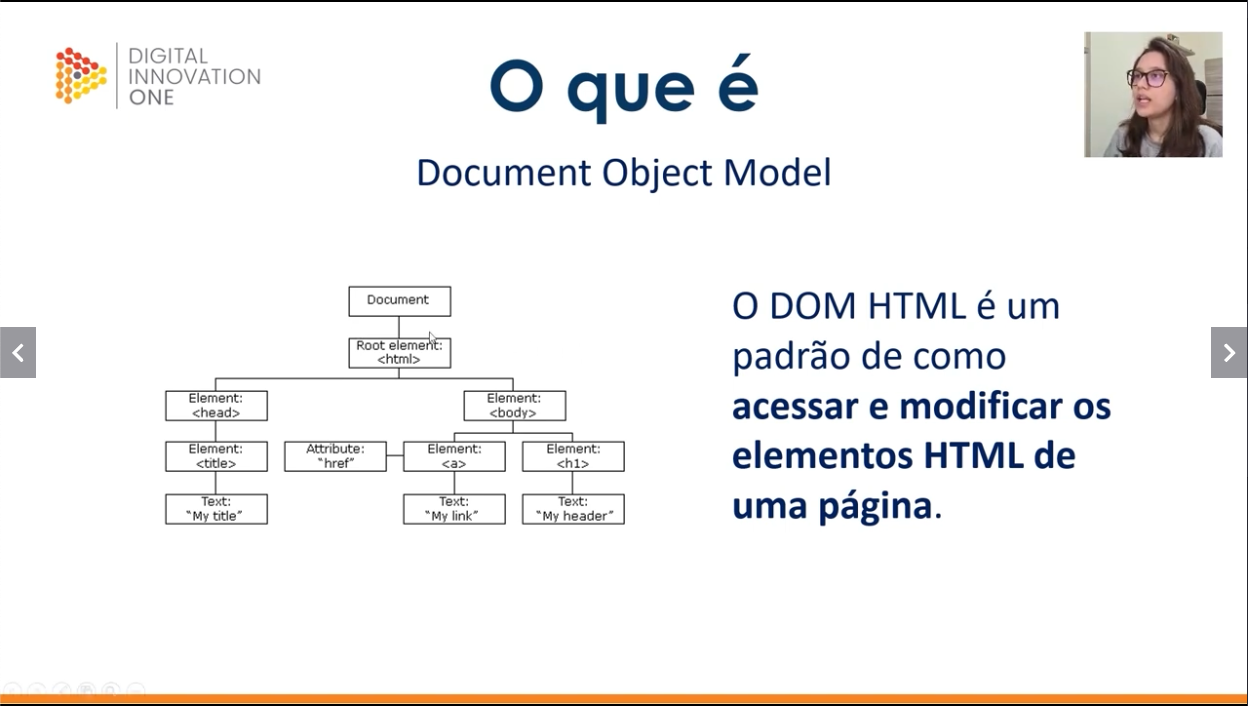 DIGITAL
INNOVATION
ONE
O que é
Document Object Model
Document
Root element:
<html>
Element:
<head>
Element:
<body>
Element:
<title>
Attribute:
“href”
Element:
<a>
Element:
<h1>
Text:
“My title”
Text:
“My link”
Text:
“My header”
O DOM HTML é um
padrão de como
acessar e modificar os
elementos HTML de
uma página.